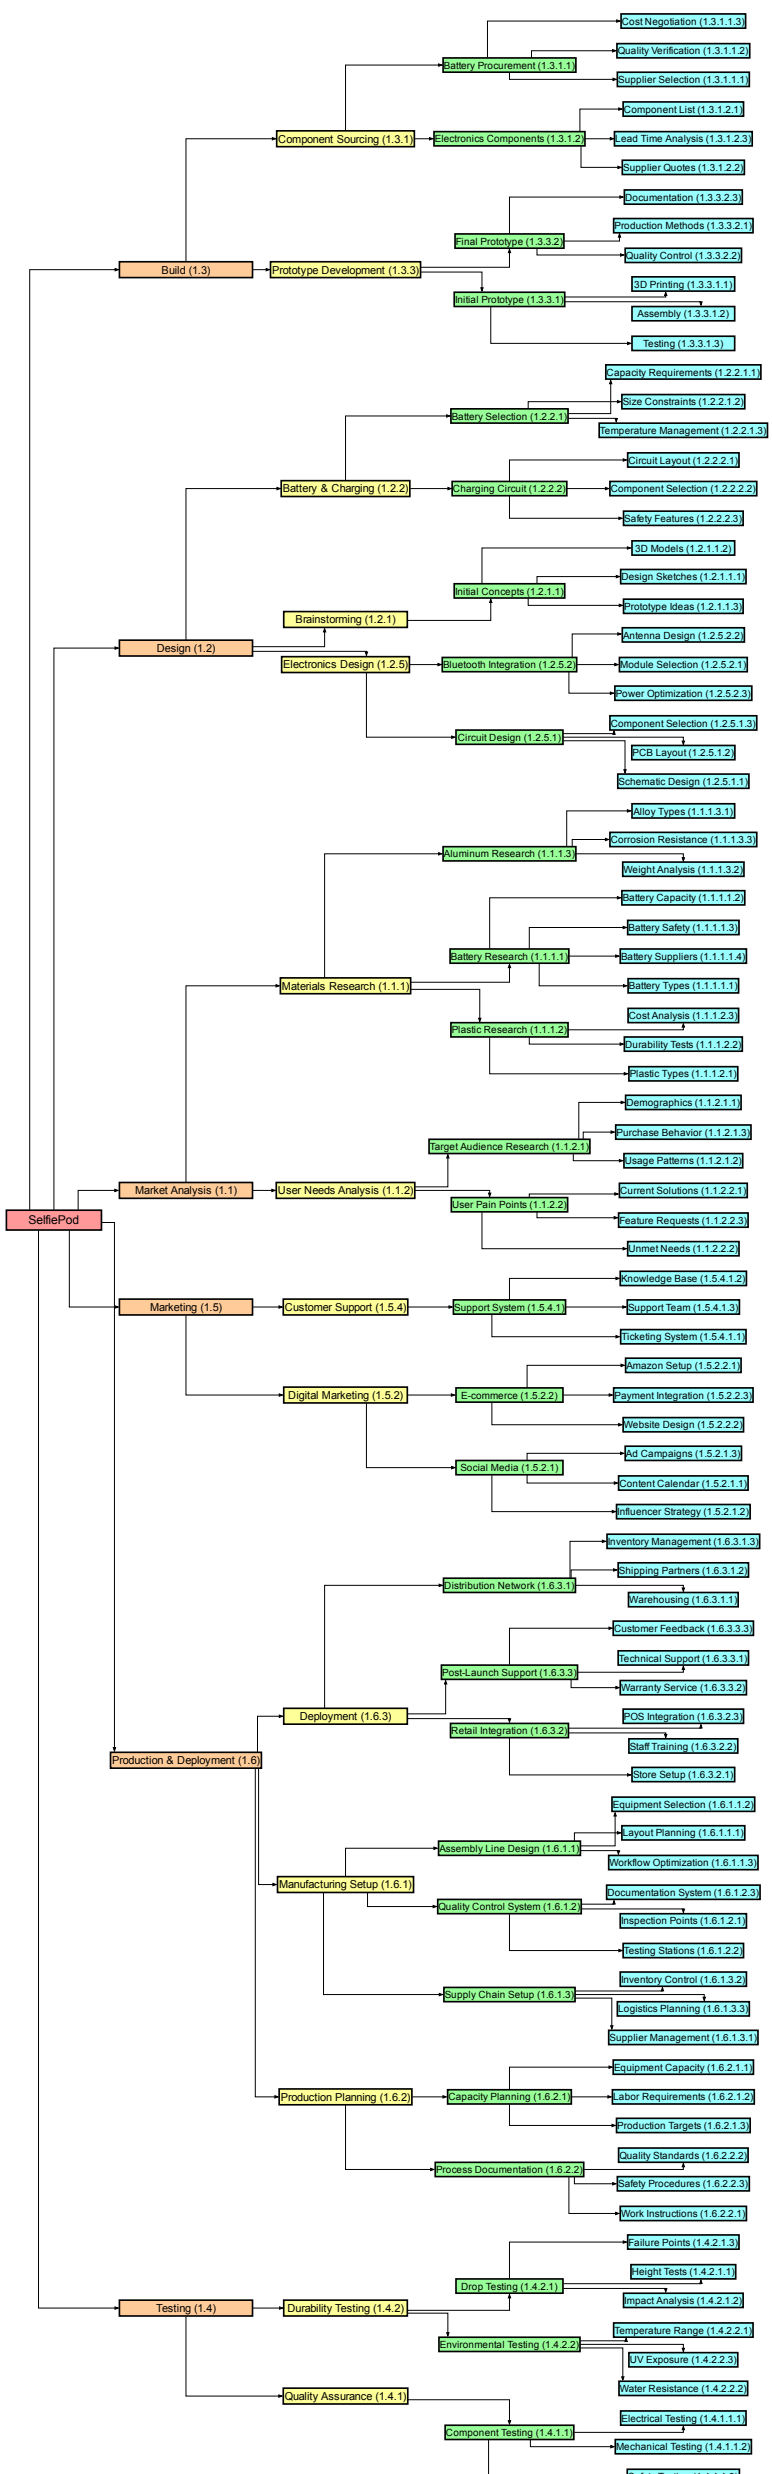 Cost Negotiation (1.3.1.1.3)
Quality Verification (1.3.1.1.2)
Battery Procurement (1.3.1.1)
Supplier Selection (1.3.1.1.1)
Component List (1.3.1.2.1)
Component Sourcing (1.3.1)
Electronics Components (1.3.1.2)
Lead Time Analysis (1.3.1.2.3)
Supplier Quotes (1.3.1.2.2)
Documentation (1.3.3.2.3)
Production Methods (1.3.3.2.1)
Final Prototype (1.3.3.2)
Quality Control (1.3.3.2.2)
Build (1.3)
Prototype Development (1.3.3)
3D Printing (1.3.3.1.1)
Initial Prototype (1.3.3.1)
Assembly (1.3.3.1.2)
Testing (1.3.3.1.3)
Capacity Requirements (1.2.2.1.1)
Size Constraints (1.2.2.1.2)
Battery Selection (1.2.2.1)
Temperature Management (1.2.2.1.3)
Circuit Layout (1.2.2.2.1)
Battery & Charging (1.2.2)
Charging Circuit (1.2.2.2)
Component Selection (1.2.2.2.2)
Safety Features (1.2.2.2.3)
3D Models (1.2.1.1.2)
Design Sketches (1.2.1.1.1)
Initial Concepts (1.2.1.1)
Prototype Ideas (1.2.1.1.3)
Brainstorming (1.2.1)
Antenna Design (1.2.5.2.2)
Design (1.2)
Electronics Design (1.2.5)
Bluetooth Integration (1.2.5.2)
Module Selection (1.2.5.2.1)
Power Optimization (1.2.5.2.3)
Component Selection (1.2.5.1.3)
Circuit Design (1.2.5.1)
PCB Layout (1.2.5.1.2)
Schematic Design (1.2.5.1.1)
Alloy Types (1.1.1.3.1)
Corrosion Resistance (1.1.1.3.3)
Aluminum Research (1.1.1.3)
Weight Analysis (1.1.1.3.2)
Battery Capacity (1.1.1.1.2)
Battery Safety (1.1.1.1.3)
Battery Research (1.1.1.1)
Battery Suppliers (1.1.1.1.4)
Materials Research (1.1.1)
Battery Types (1.1.1.1.1)
Cost Analysis (1.1.1.2.3)
Plastic Research (1.1.1.2)
Durability Tests (1.1.1.2.2)
Plastic Types (1.1.1.2.1)
Demographics (1.1.2.1.1)
Purchase Behavior (1.1.2.1.3)
Target Audience Research (1.1.2.1)
Usage Patterns (1.1.2.1.2)
Market Analysis (1.1)
User Needs Analysis (1.1.2)
Current Solutions (1.1.2.2.1)
User Pain Points (1.1.2.2)
SelfiePod
Feature Requests (1.1.2.2.3)
Unmet Needs (1.1.2.2.2)
Knowledge Base (1.5.4.1.2)
Marketing (1.5)
Customer Support (1.5.4)
Support System (1.5.4.1)
Support Team (1.5.4.1.3)
Ticketing System (1.5.4.1.1)
Amazon Setup (1.5.2.2.1)
Digital Marketing (1.5.2)
E-commerce (1.5.2.2)
Payment Integration (1.5.2.2.3)
Website Design (1.5.2.2.2)
Ad Campaigns (1.5.2.1.3)
Social Media (1.5.2.1)
Content Calendar (1.5.2.1.1)
Influencer Strategy (1.5.2.1.2)
Inventory Management (1.6.3.1.3)
Shipping Partners (1.6.3.1.2)
Distribution Network (1.6.3.1)
Warehousing (1.6.3.1.1)
Customer Feedback (1.6.3.3.3)
Technical Support (1.6.3.3.1)
Post-Launch Support (1.6.3.3)
Warranty Service (1.6.3.3.2)
Deployment (1.6.3)
POS Integration (1.6.3.2.3)
Retail Integration (1.6.3.2)
Staff Training (1.6.3.2.2)
Production & Deployment (1.6)
Store Setup (1.6.3.2.1)
Equipment Selection (1.6.1.1.2)
Layout Planning (1.6.1.1.1)
Assembly Line Design (1.6.1.1)
Workflow Optimization (1.6.1.1.3)
Manufacturing Setup (1.6.1)
Documentation System (1.6.1.2.3)
Quality Control System (1.6.1.2)
Inspection Points (1.6.1.2.1)
Testing Stations (1.6.1.2.2)
Inventory Control (1.6.1.3.2)
Supply Chain Setup (1.6.1.3)
Logistics Planning (1.6.1.3.3)
Supplier Management (1.6.1.3.1)
Equipment Capacity (1.6.2.1.1)
Production Planning (1.6.2)
Capacity Planning (1.6.2.1)
Labor Requirements (1.6.2.1.2)
Production Targets (1.6.2.1.3)
Quality Standards (1.6.2.2.2)
Process Documentation (1.6.2.2)
Safety Procedures (1.6.2.2.3)
Work Instructions (1.6.2.2.1)
Failure Points (1.4.2.1.3)
Height Tests (1.4.2.1.1)
Drop Testing (1.4.2.1)
Impact Analysis (1.4.2.1.2)
Testing (1.4)
Durability Testing (1.4.2)
Temperature Range (1.4.2.2.1)
Environmental Testing (1.4.2.2)
UV Exposure (1.4.2.2.3)
Water Resistance (1.4.2.2.2)
Quality Assurance (1.4.1)
Electrical Testing (1.4.1.1.1)
Component Testing (1.4.1.1)
Mechanical Testing (1.4.1.1.2)